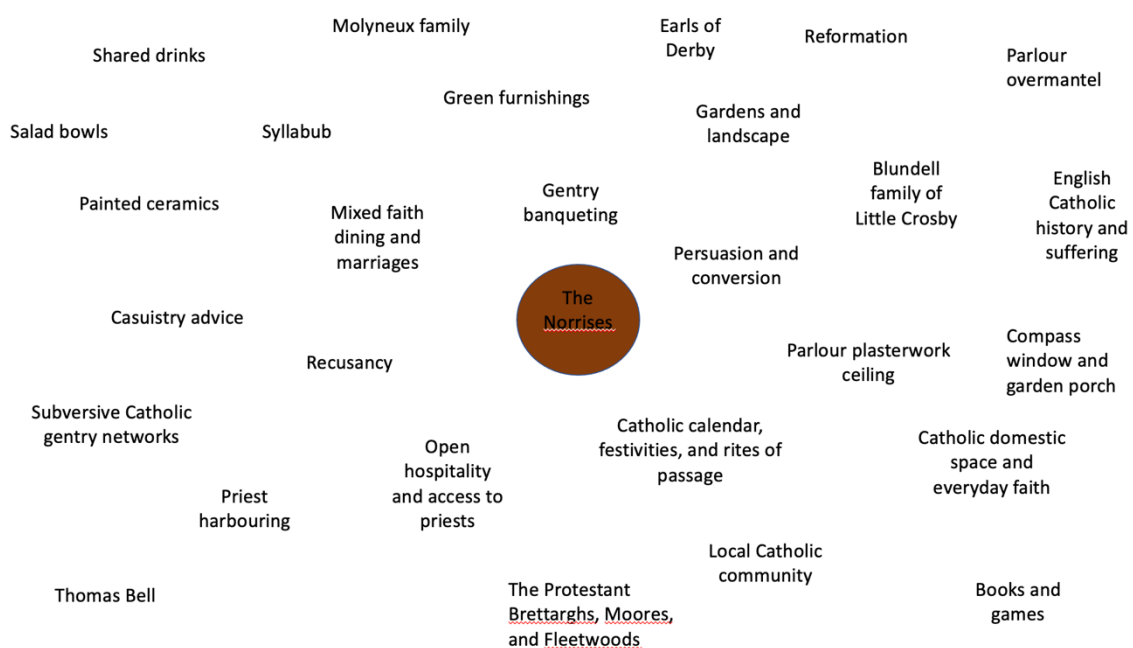 Molyneux family
Earls of
Derby
Reformation
Shared drinks
Parlour
overmantel
Green furnishings
Gardens and
landscape
Salad bowls
Syllabub
Blundell
family of
Little Crosby
English
Catholic
history and
suffering
Painted ceramics
Mixed faith
dining and
marriages
Gentry
banqueting
Persuasion and
conversion
The
Norrises
Casuistry advice
Recusancy
Parlour plasterwork
ceiling
Compass
window and
garden porch
Subversive Catholic
gentry networks
Open
hospitality
and access to
priests
Catholic calendar,
festivities, and rites of
passage
Catholic domestic
space and
everyday faith
Priest
harbouring
Local Catholic
community
Thomas Bell
The Protestant
Brettarghs, Moores,
and Fleetwoods
Books and
games